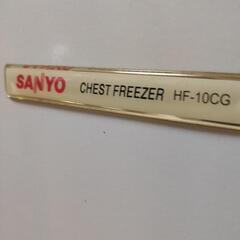 SANYO CHEST FREEZER HF-10CG